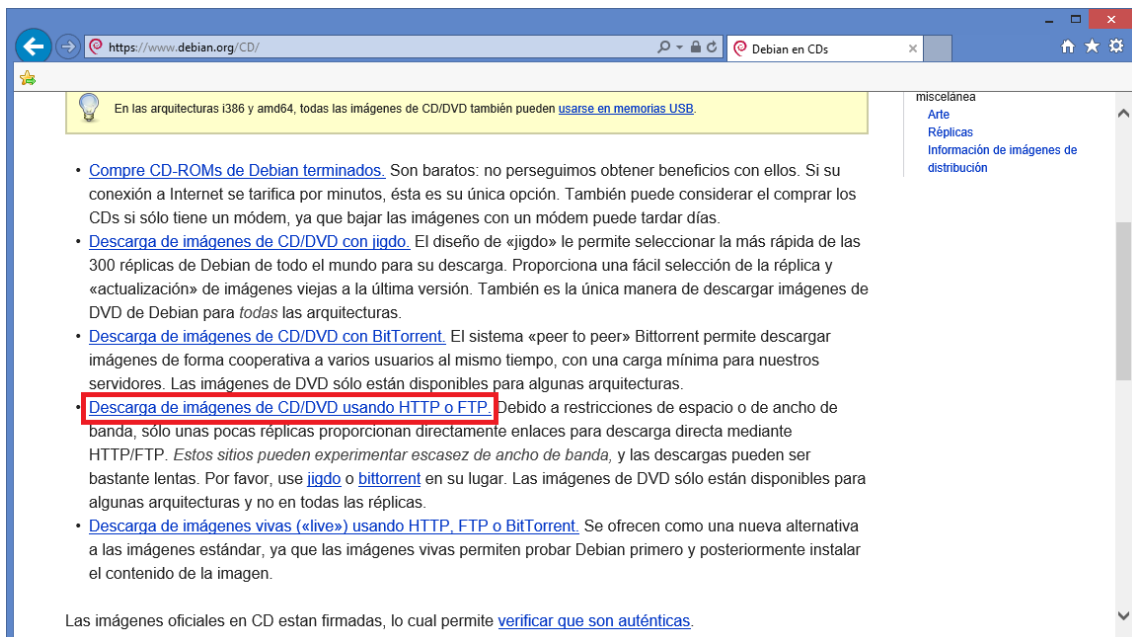 https://www.debian.org/CD/
Debian en CDs
En las arquitecturas i386 y amd64, todas las imágenes de CD/DVD también pueden usarse en memorias USB.
miscelánea
Arte
Réplicas
Información de imágenes de
distribución
Compre CD-ROMs de Debian terminados. Son baratos: no perseguimos obtener beneficios con ellos. Si su
conexión a Internet se tarifica por minutos, ésta es su única opción. También puede considerar el comprar los
CDs si sólo tiene un módem, ya que bajar las imágenes con un módem puede tardar días.
Descarga de imágenes de CD/DVD con jigdo. El diseño de «jigdo» le permite seleccionar la más rápida de las
300 réplicas de Debian de todo el mundo para su descarga. Proporciona una fácil selección de la réplica y
«actualización» de imágenes viejas a la última versión. También es la única manera de descargar imágenes de
DVD de Debian para todas las arquitecturas.
Descarga de imágenes de CD/DVD con BitTorrent. El sistema «peer to peer» Bittorrent permite descargar
imágenes de forma cooperativa a varios usuarios al mismo tiempo, con una carga mínima para nuestros
servidores. Las imágenes de DVD sólo están disponibles para algunas arquitecturas.
Descarga de imágenes de CD/DVD usando HTTP o FTP. Debido a restricciones de espacio o de ancho de
banda, sólo unas pocas réplicas proporcionan directamente enlaces para descarga directa mediante
HTTP/FTP. Estos sitios pueden experimentar escasez de ancho de banda, y las descargas pueden ser
bastante lentas. Por favor, use jigdo o bittorrent en su lugar. Las imágenes de DVD sólo están disponibles para
algunas arquitecturas y no en todas las réplicas.
Descarga de imágenes vivas («live») usando HTTP, FTP o BitTorrent. Se ofrecen como una nueva alternativa
a las imágenes estándar, ya que las imágenes vivas permiten probar Debian primero y posteriormente instalar
el contenido de la imagen.
Las imágenes oficiales en CD estan firmadas, lo cual permite verificar que son auténticas.